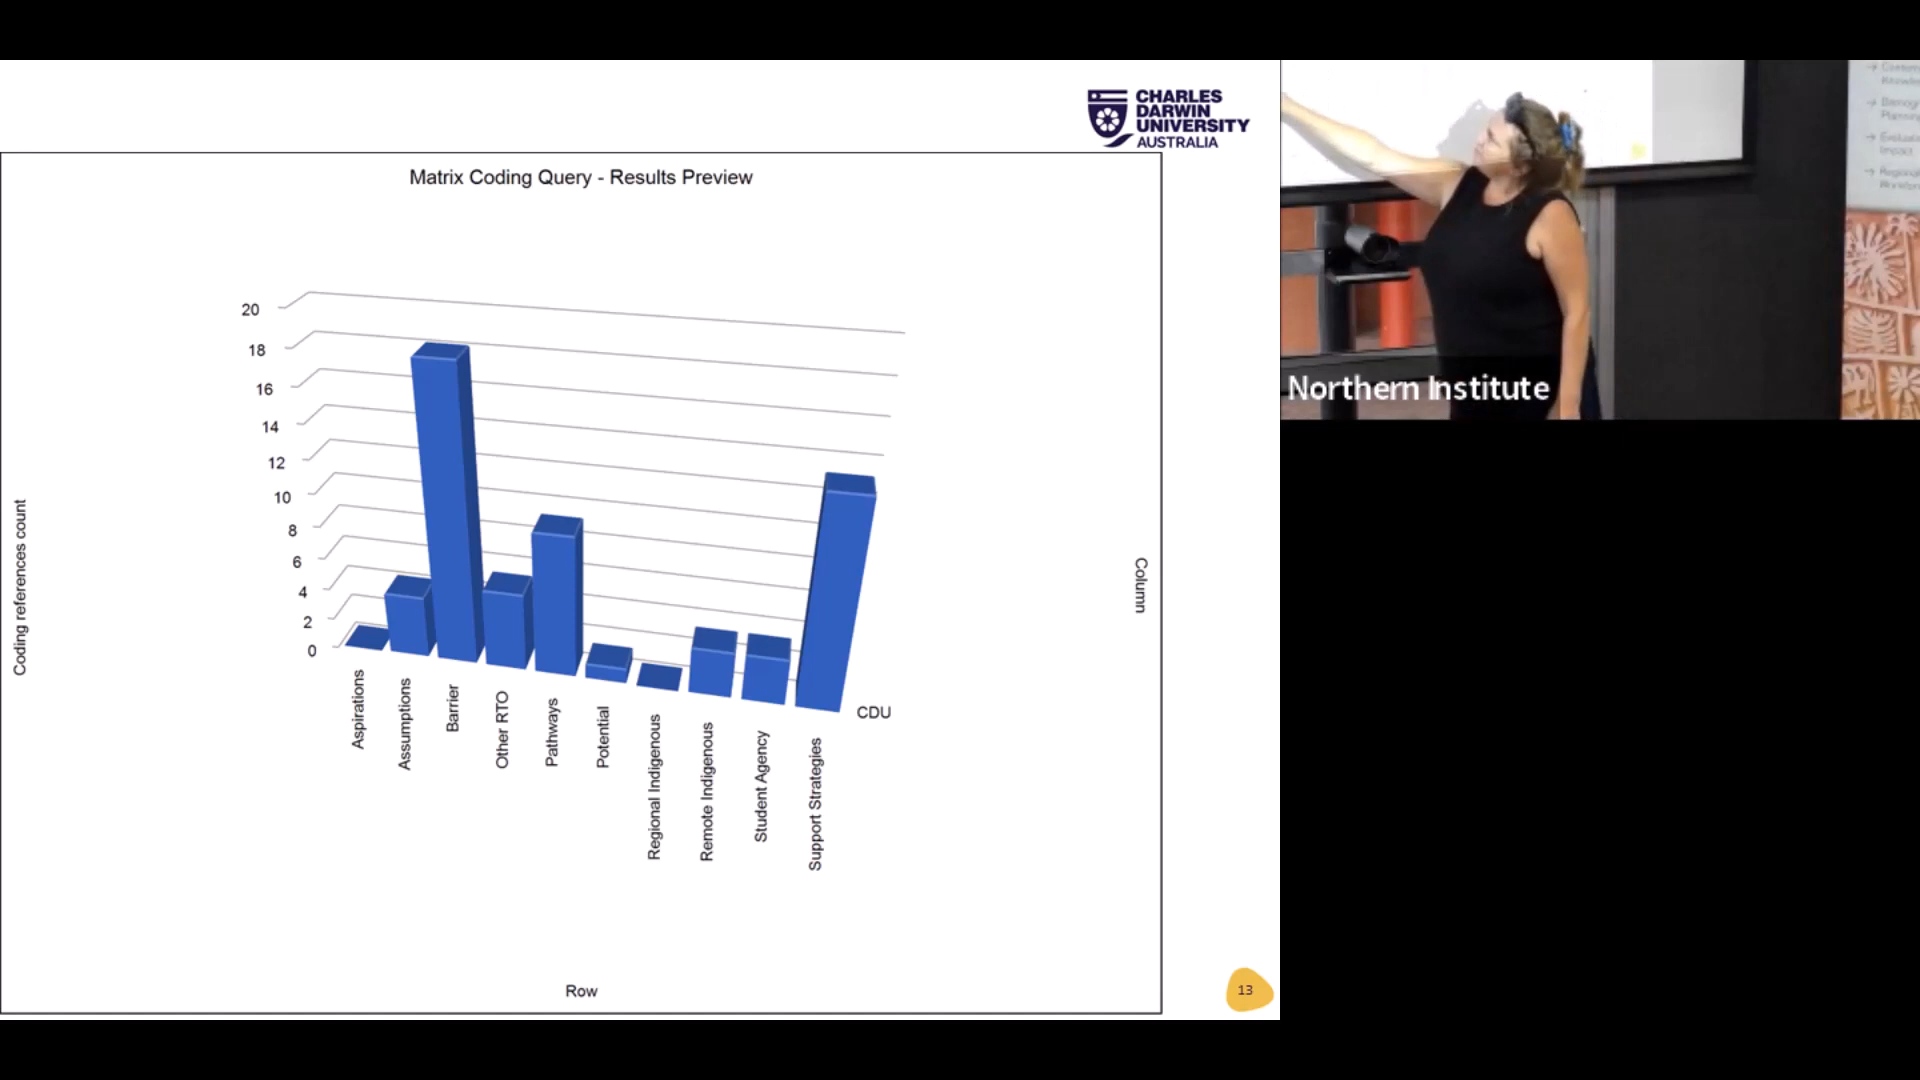 CHARLES
DARWIN
UNIVERSITY
AUSTRALIA
Matrix Coding Query - Results Preview
Coding references count
20
18
16
14
12
10
8
6
4
2
0
Aspirations
Assumptions
Barrier
Other RTO
Pathways
Potential
Regional Indigenous
Remote Indigenous
Student Agency
Support Strategies
CDU
Column
Row
13
Northern Institute